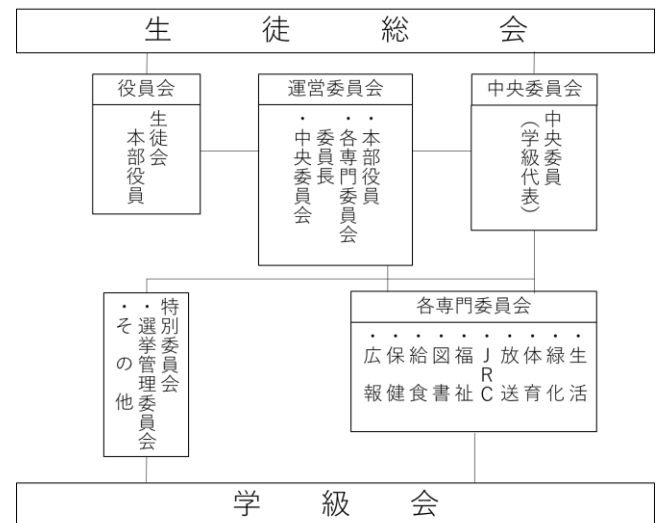 生徒総会
役員会
生徒会
本部役員
運営委員会
・本部役員
・各専門委員会
委員長
・中央委員会
中央委員会
中央委員
(学級代表)
特別委員会
・選挙管理委員会
・その他
各専門委員会
・生活
・緑化
・体育
・放送
・JRC
・福祉
・図書
・給食
・保健
・広報
学級会